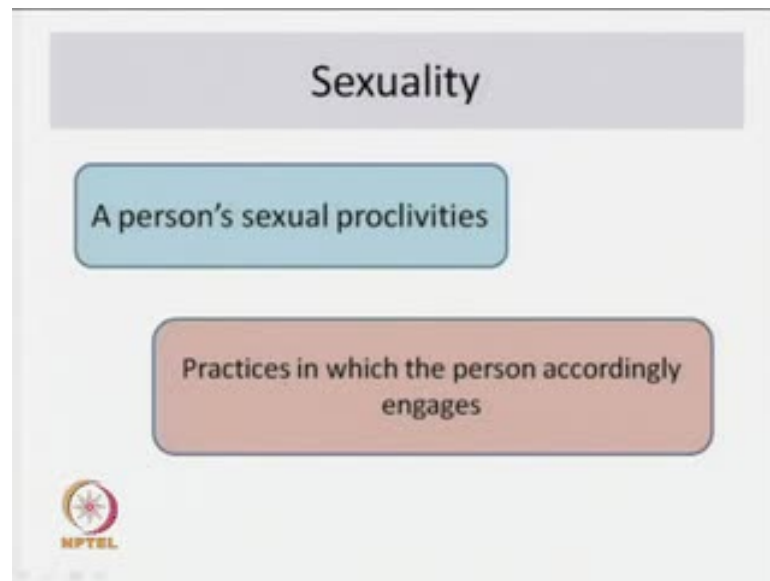 Sexuality
A person's sexual proclivities
Practices in which the person accordingly
engages
NPTEL